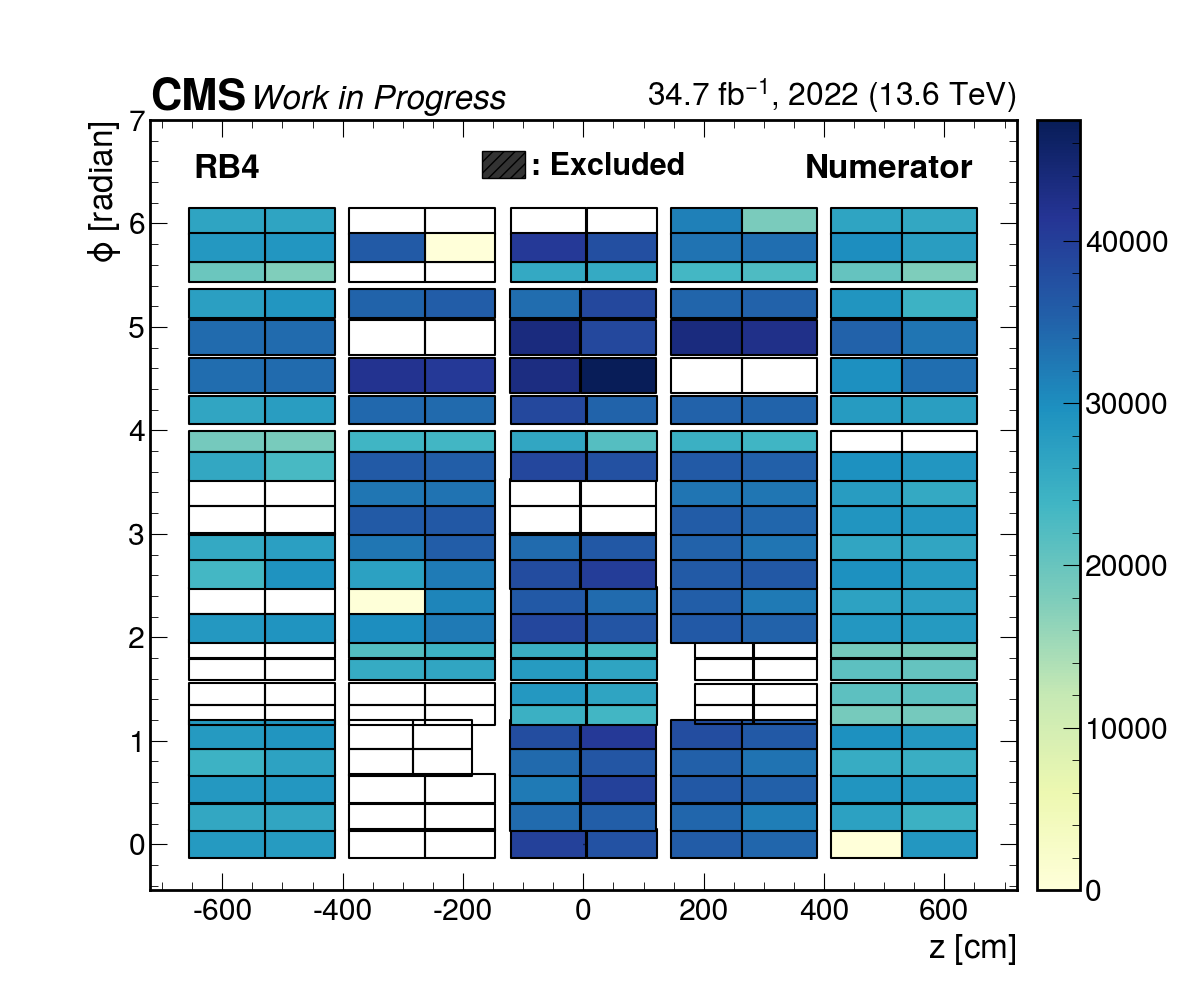 CMS Work in Progress 34.7 fb⁻¹, 2022 (13.6 TeV)
RB4 : Excluded Numerator
ϕ [radian]
7
6
5
4
3
2
1
0
-600 -400 -200 0 200 400 600
z [cm]
40000
30000
20000
10000
0